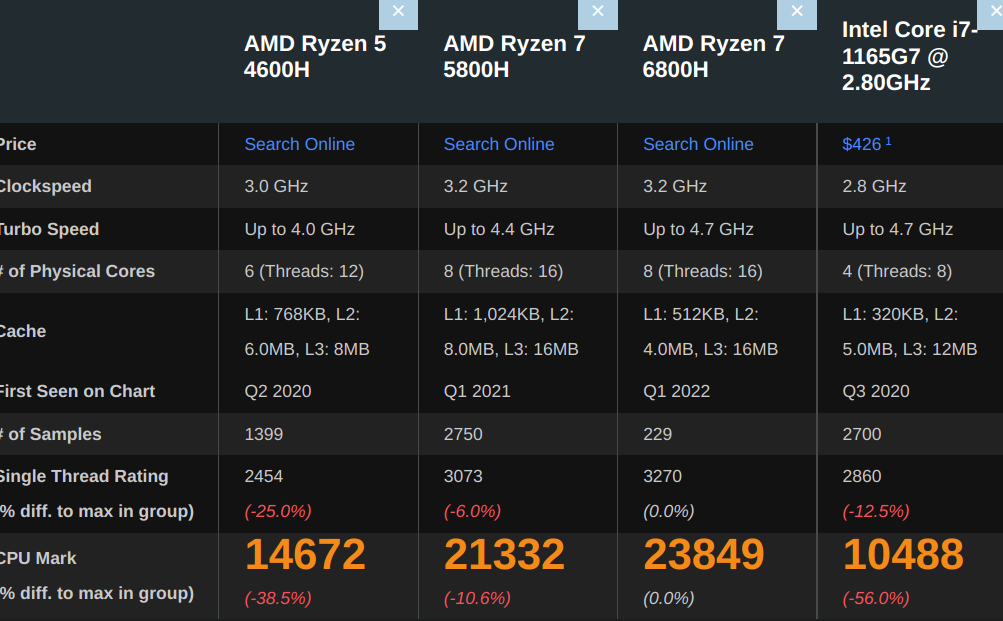 ✕ ✕ ✕ ✕
AMD Ryzen 5 4600H
AMD Ryzen 7 5800H
AMD Ryzen 7 6800H
Intel Core i7-1165G7 @ 2.80GHz
Price Search Online Search Online Search Online $426 1
Clockspeed 3.0 GHz 3.2 GHz 3.2 GHz 2.8 GHz
Turbo Speed Up to 4.0 GHz Up to 4.4 GHz Up to 4.7 GHz Up to 4.7 GHz
# of Physical Cores 6 (Threads: 12) 8 (Threads: 16) 8 (Threads: 16) 4 (Threads: 8)
Cache L1: 768KB, L2: 6.0MB, L3: 8MB L1: 1,024KB, L2: 8.0MB, L3: 16MB L1: 512KB, L2: 4.0MB, L3: 16MB L1: 320KB, L2: 5.0MB, L3: 12MB
First Seen on Chart Q2 2020 Q1 2021 Q1 2022 Q3 2020
# of Samples 1399 2750 229 2700
Single Thread Rating 2454 3073 3270 2860
% diff. to max in group) (-25.0%) (-6.0%) (0.0%) (-12.5%)
CPU Mark 14672 21332 23849 10488
% diff. to max in group) (-38.5%) (-10.6%) (0.0%) (-56.0%)